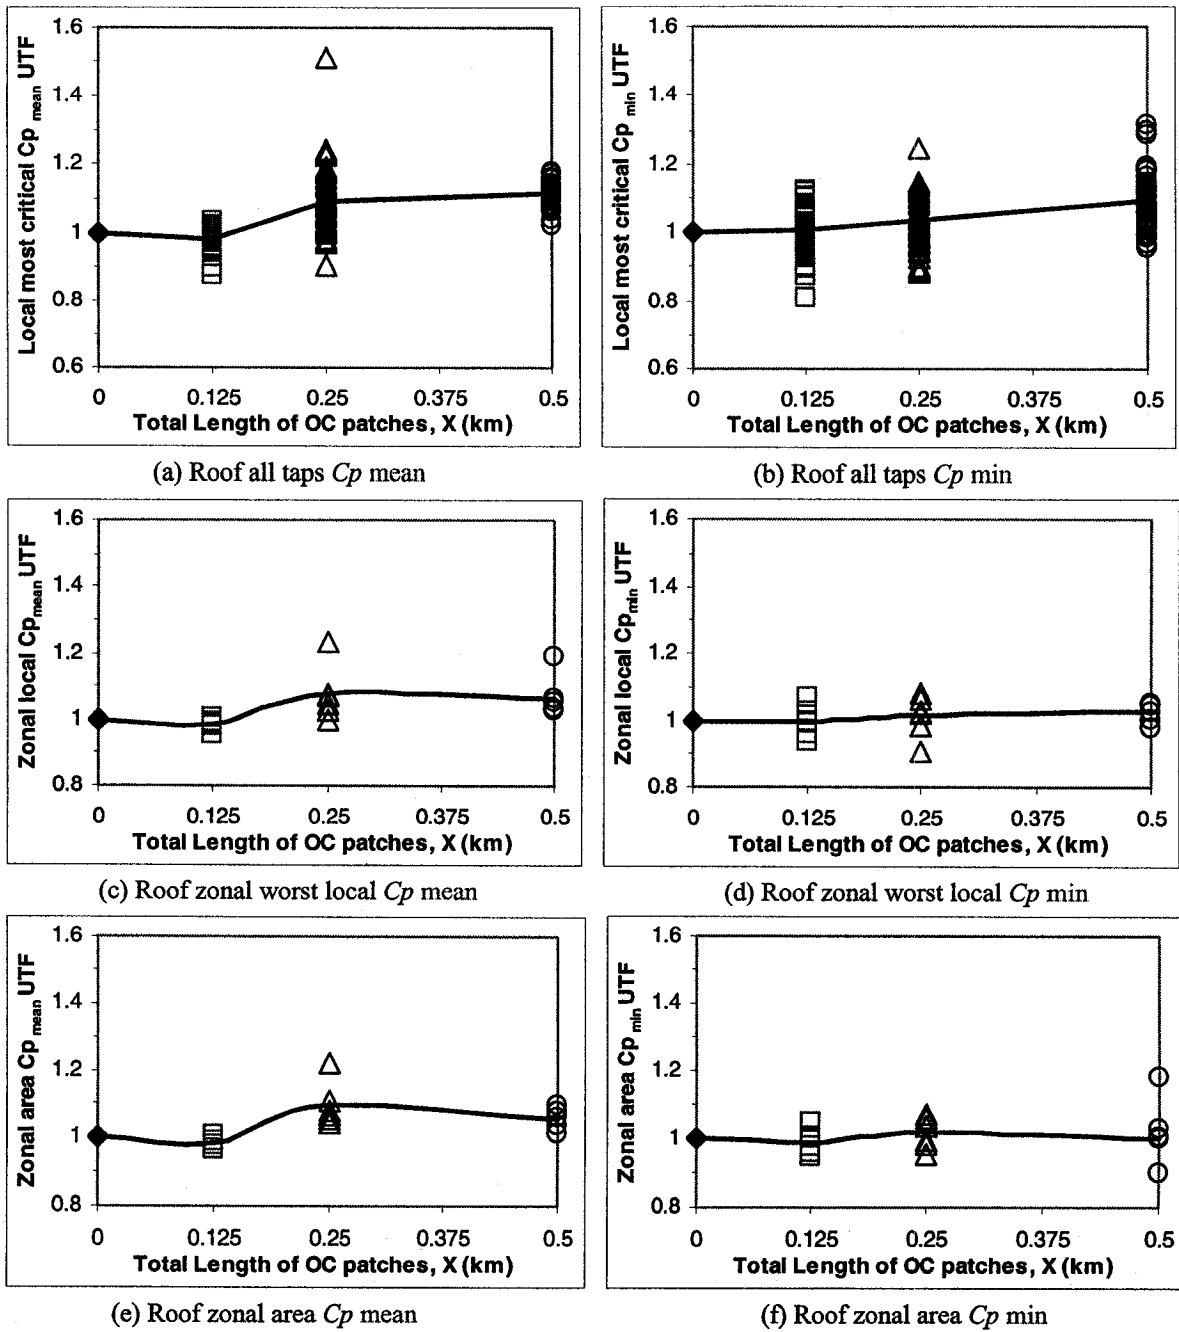 1.6
1.4
1.2
1
0.8
0.6
Local most critical Cp mean UTF
0 0.125 0.25 0.375 0.5
Total Length of OC patches, X (km)
(a) Roof all taps Cp mean
1.6
1.4
1.2
1
0.8
0.6
Local most critical Cp min UTF
0 0.125 0.25 0.375 0.5
Total Length of OC patches, X (km)
(b) Roof all taps Cp min
1.6
1.4
1.2
1
0.8
Zonal local Cp mean UTF
0 0.125 0.25 0.375 0.5
Total Length of OC patches, X (km)
(c) Roof zonal worst local Cp mean
1.6
1.4
1.2
1
0.8
Zonal local Cp min UTF
0 0.125 0.25 0.375 0.5
Total Length of OC patches, X (km)
(d) Roof zonal worst local Cp min
1.6
1.4
1.2
1
0.8
Zonal area Cp mean UTF
0 0.125 0.25 0.375 0.5
Total Length of OC patches, X (km)
(e) Roof zonal area Cp mean
1.6
1.4
1.2
1
0.8
Zonal area Cp min UTF
0 0.125 0.25 0.375 0.5
Total Length of OC patches, X (km)
(f) Roof zonal area Cp min